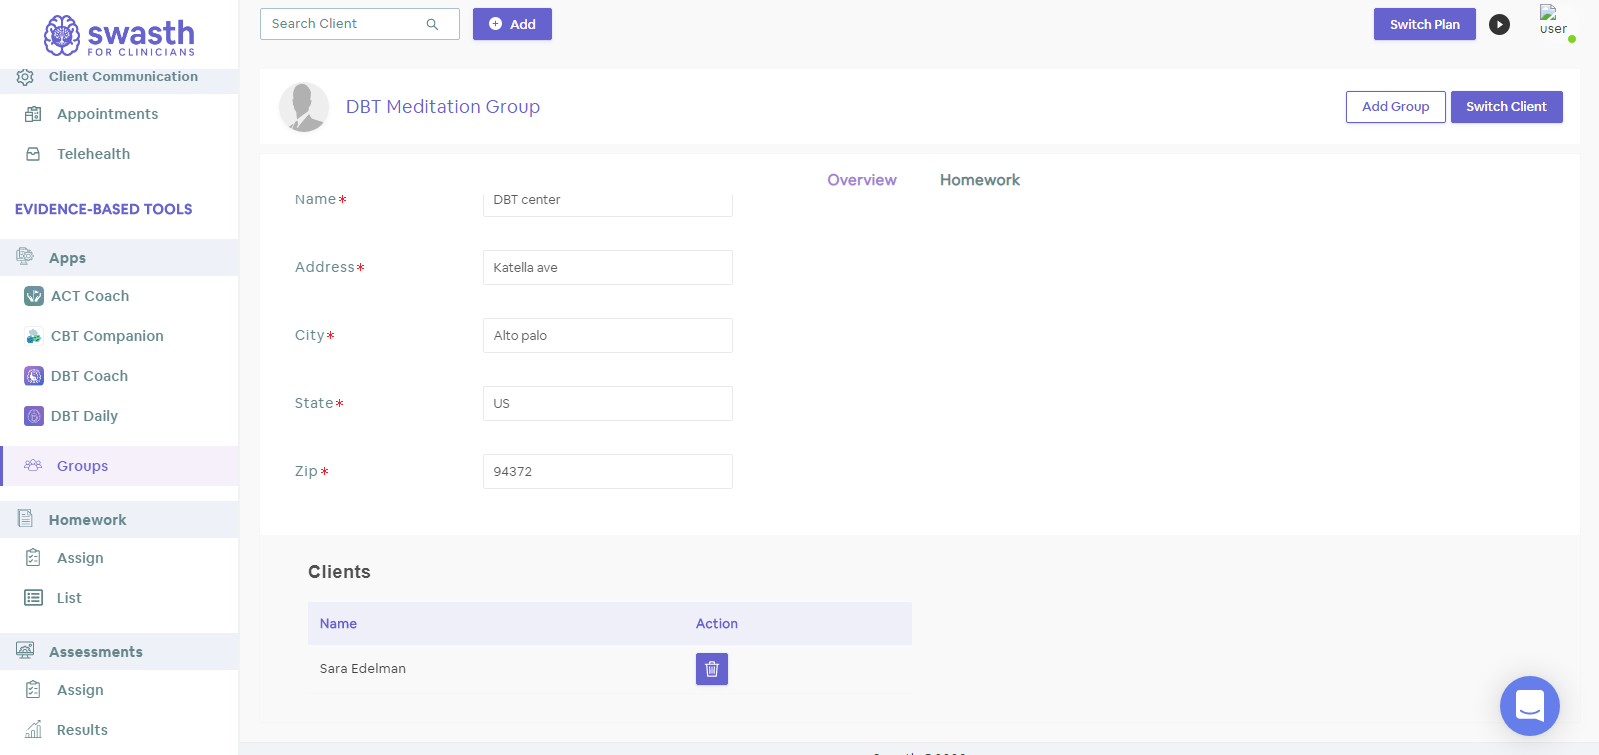 swasth
FOR CLINICIANS
Client Communication
Appointments
Telehealth
EVIDENCE-BASED TOOLS
Apps
ACT Coach
CBT Companion
DBT Coach
DBT Daily
Groups
Homework
Assign
List
Assessments
Assign
Results
Search Client
Add
Switch Plan
user
DBT Meditation Group
Add Group
Switch Client
Overview Homework
Name* DBT center
Address* Katella ave
City* Alto palo
State* US
Zip* 94372
Clients
Name Action
Sara Edelman